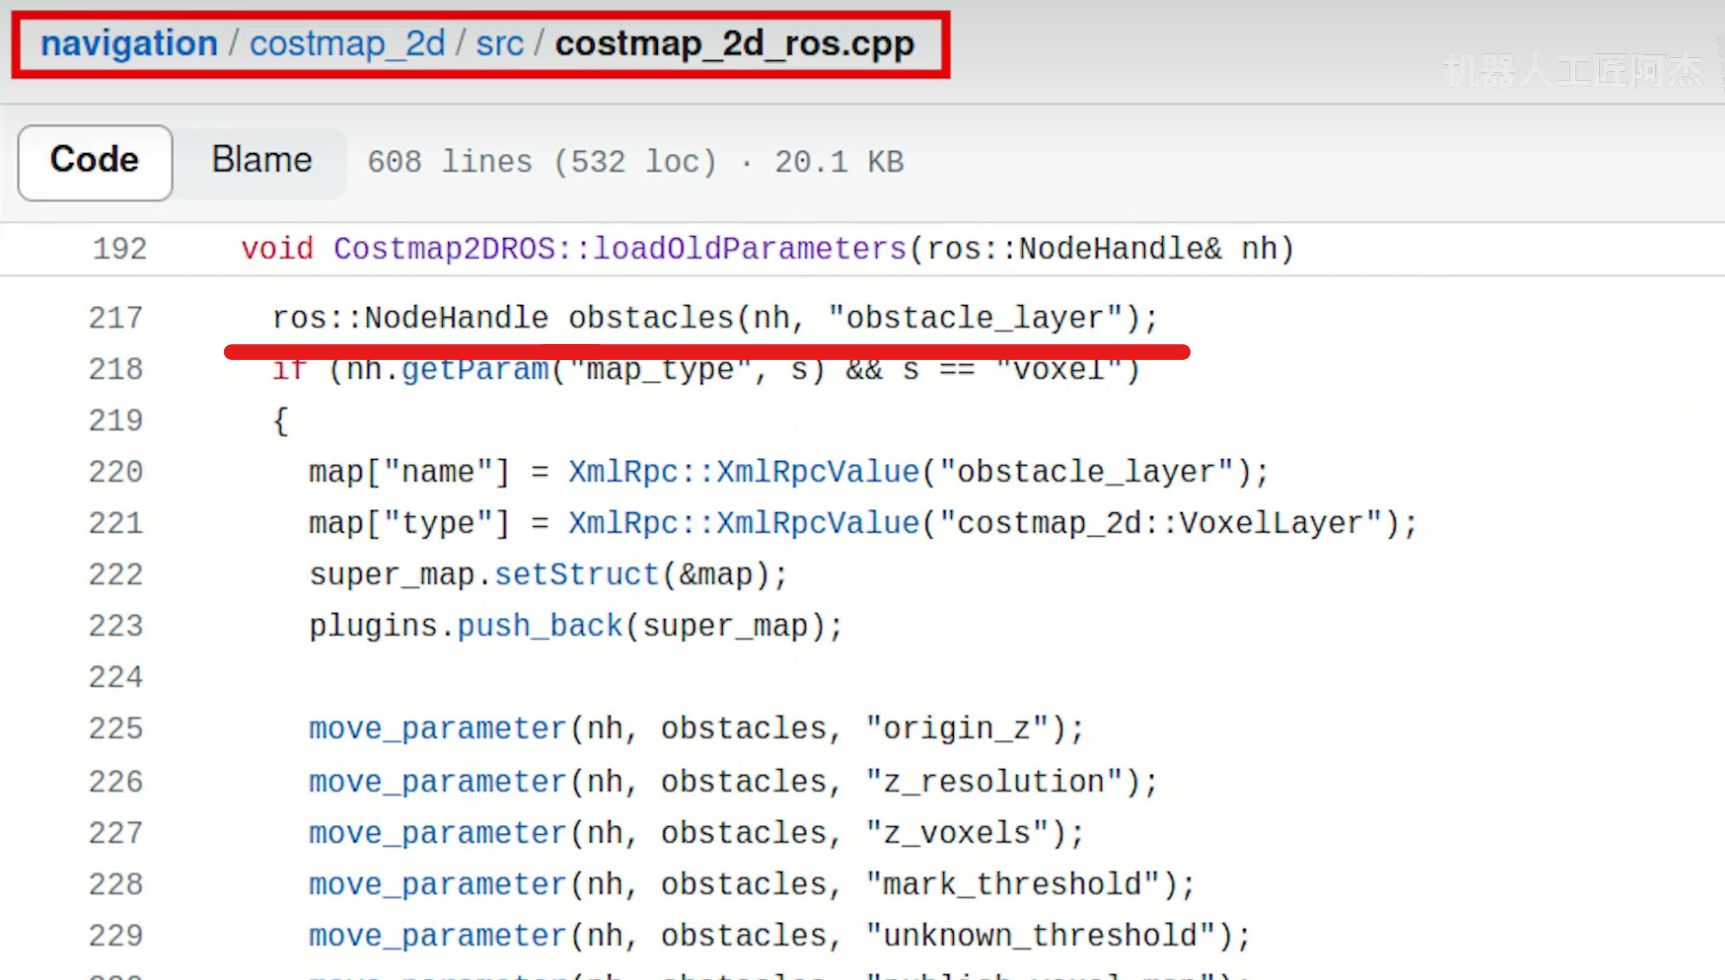 navigation / costmap_2d / src / costmap_2d_ros.cpp
机器人工匠阿杰
Code Blame 608 lines (532 loc) · 20.1 KB
192 void Costmap2DROS::loadOldParameters(ros::NodeHandle& nh)
217 ros::NodeHandle obstacles(nh, "obstacle_layer");
218 if (nh.getParam("map_type", s) && s == "voxel")
219 {
220 map["name"] = XmlRpc::XmlRpcValue("obstacle_layer");
221 map["type"] = XmlRpc::XmlRpcValue("costmap_2d::VoxelLayer");
222 super_map.setStruct(&map);
223 plugins.push_back(super_map);
224
225 move_parameter(nh, obstacles, "origin_z");
226 move_parameter(nh, obstacles, "z_resolution");
227 move_parameter(nh, obstacles, "z_voxels");
228 move_parameter(nh, obstacles, "mark_threshold");
229 move_parameter(nh, obstacles, "unknown_threshold");